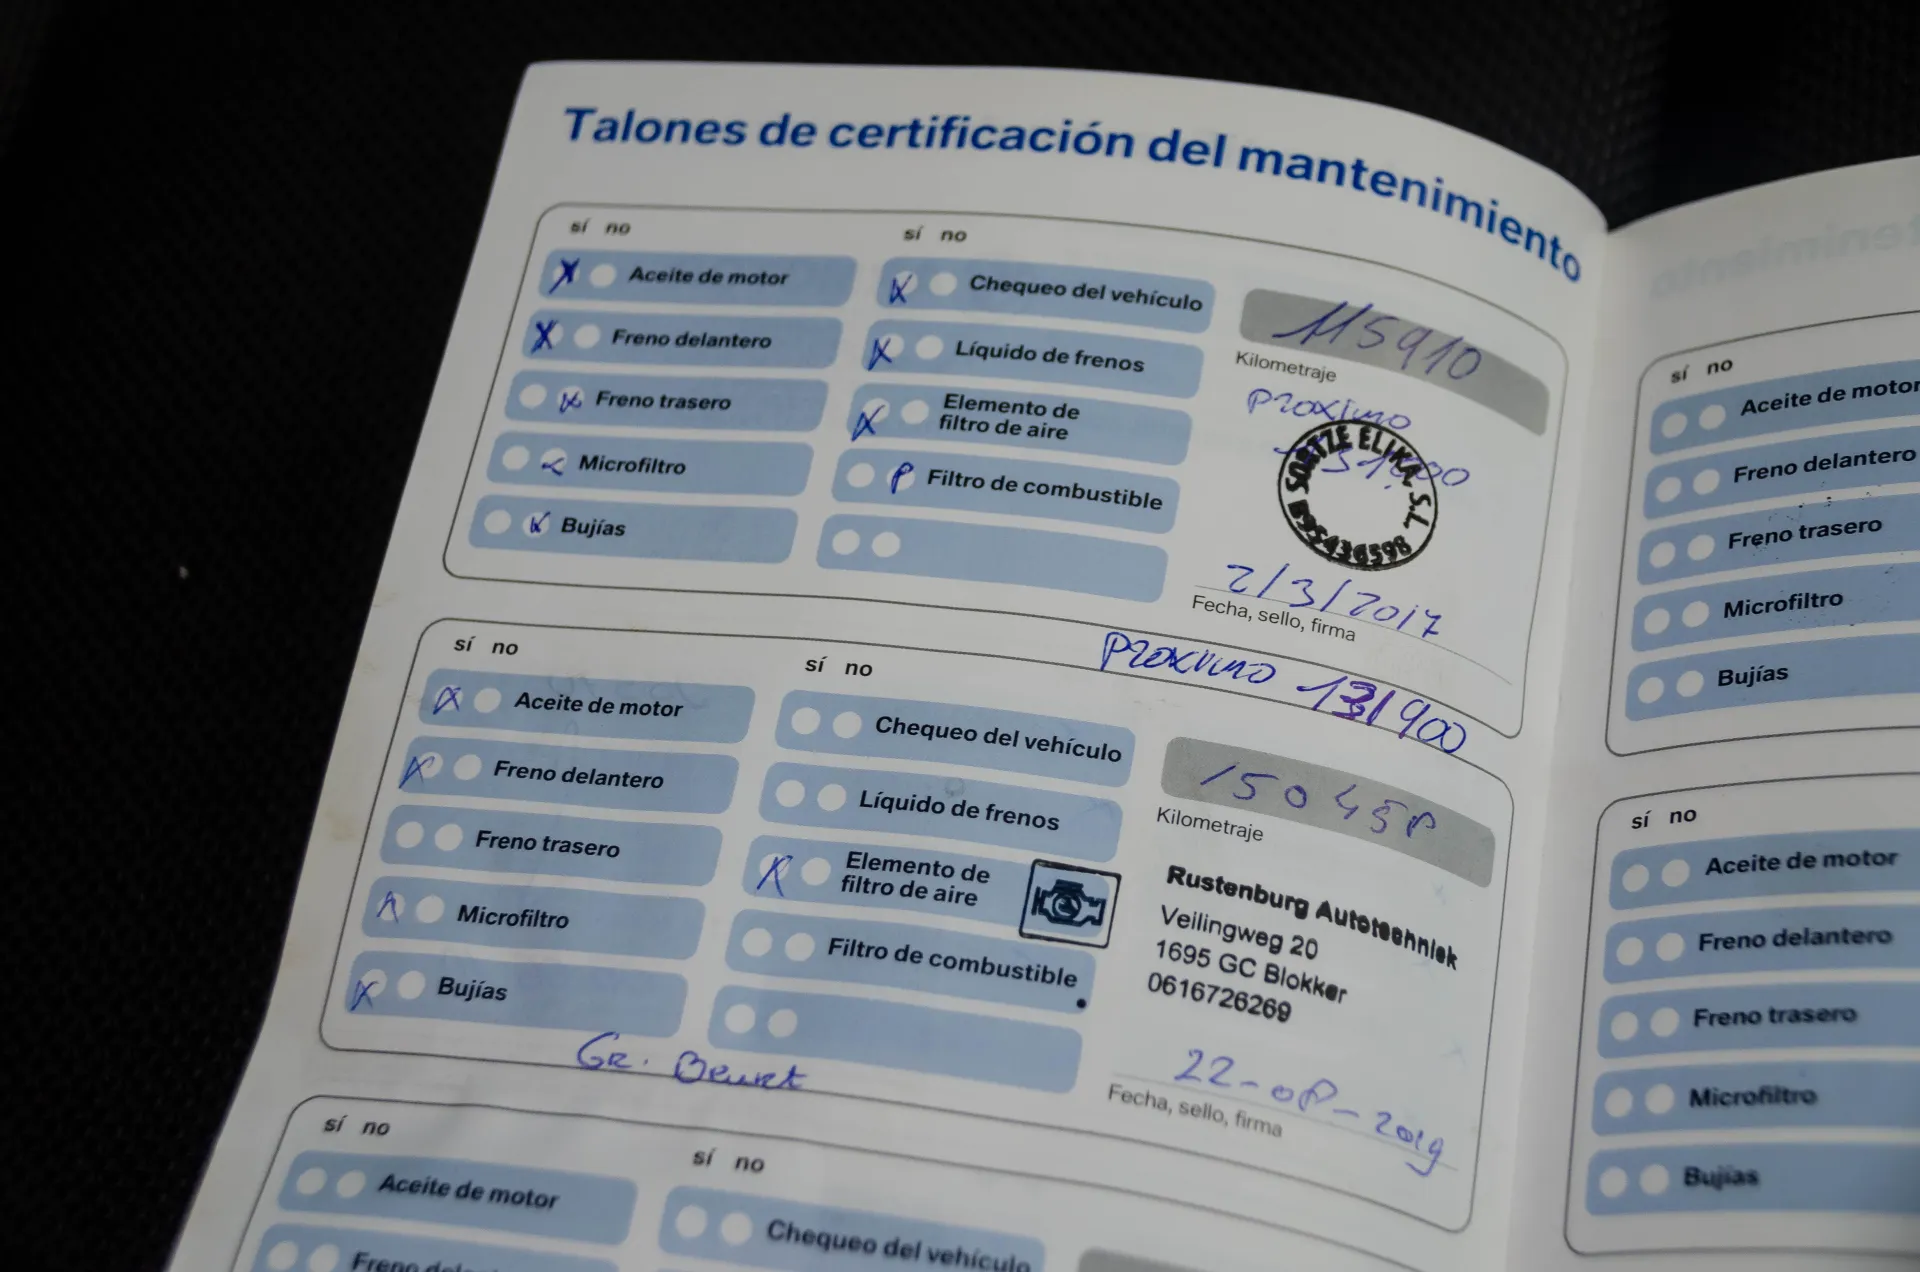 Talones de certificación del mantenimiento
sí no
Aceite de motor
Freno delantero
Freno trasero
Microfiltro
Bujías
sí no
Chequeo del vehículo
Líquido de frenos
Elemento de
filtro de aire
Filtro de combustible
115910
Kilometraje
PROXIMO
SORTZE ELIKA S.L.
B95436598
2/3/2017
Fecha, sello, firma
PROXIMO 131900
sí no
Aceite de motor
Freno delantero
Freno trasero
Microfiltro
Bujías
GR. Beurt
sí no
Chequeo del vehículo
Líquido de frenos
Elemento de
filtro de aire
Filtro de combustible
150458
Kilometraje
Rustenburg Autotechniek
Veilingweg 20
1695 GC Blokker
0616726269
22-08-2019
Fecha, sello, firma
sí no
Aceite de motor
sí no
Chequeo del vehículo
sí no
Aceite de motor
Freno delantero
Freno trasero
Microfiltro
Bujías
sí no
Aceite de motor
Freno delantero
Freno trasero
Microfiltro
Bujías